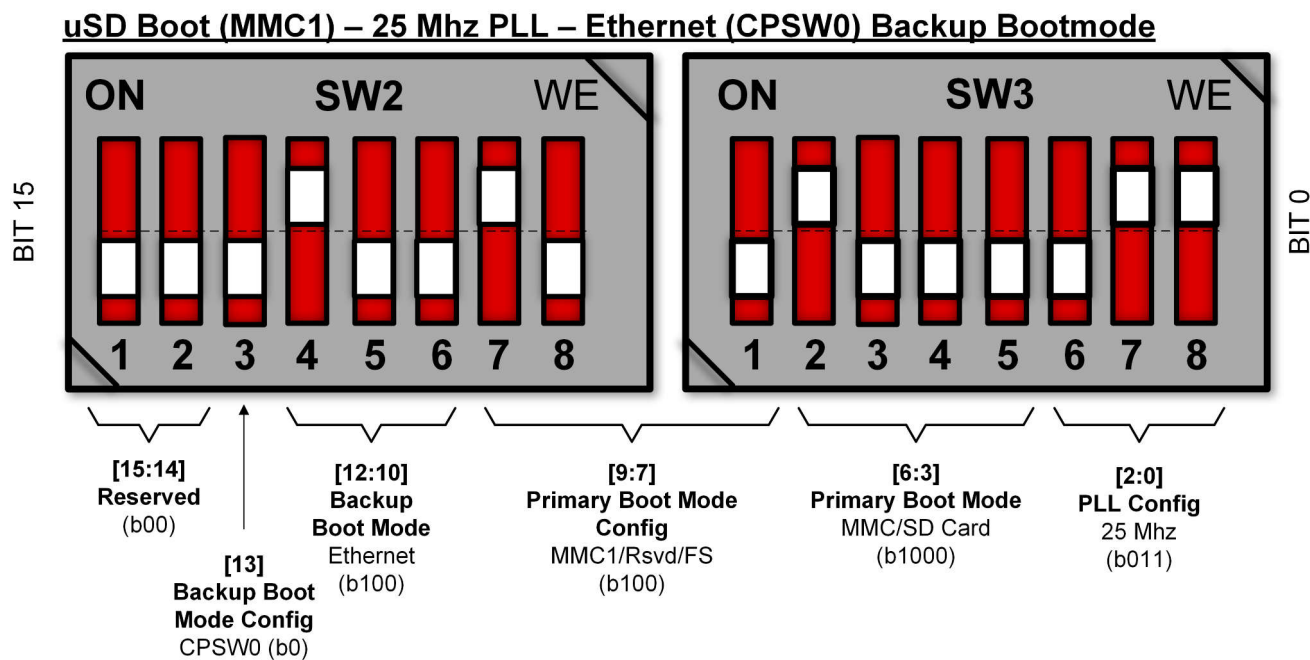 uSD Boot (MMC1) – 25 Mhz PLL – Ethernet (CPSW0) Backup Bootmode
ON SW2 WE
ON SW3 WE
BIT 15
BIT 0
1 2 3 4 5 6 7 8
1 2 3 4 5 6 7 8
[15:14]
Reserved
(b00)
[13]
Backup Boot
Mode Config
CPSW0 (b0)
[12:10]
Backup
Boot Mode
Ethernet
(b100)
[9:7]
Primary Boot Mode
Config
MMC1/Rsvd/FS
(b100)
[6:3]
Primary Boot Mode
MMC/SD Card
(b1000)
[2:0]
PLL Config
25 Mhz
(b011)